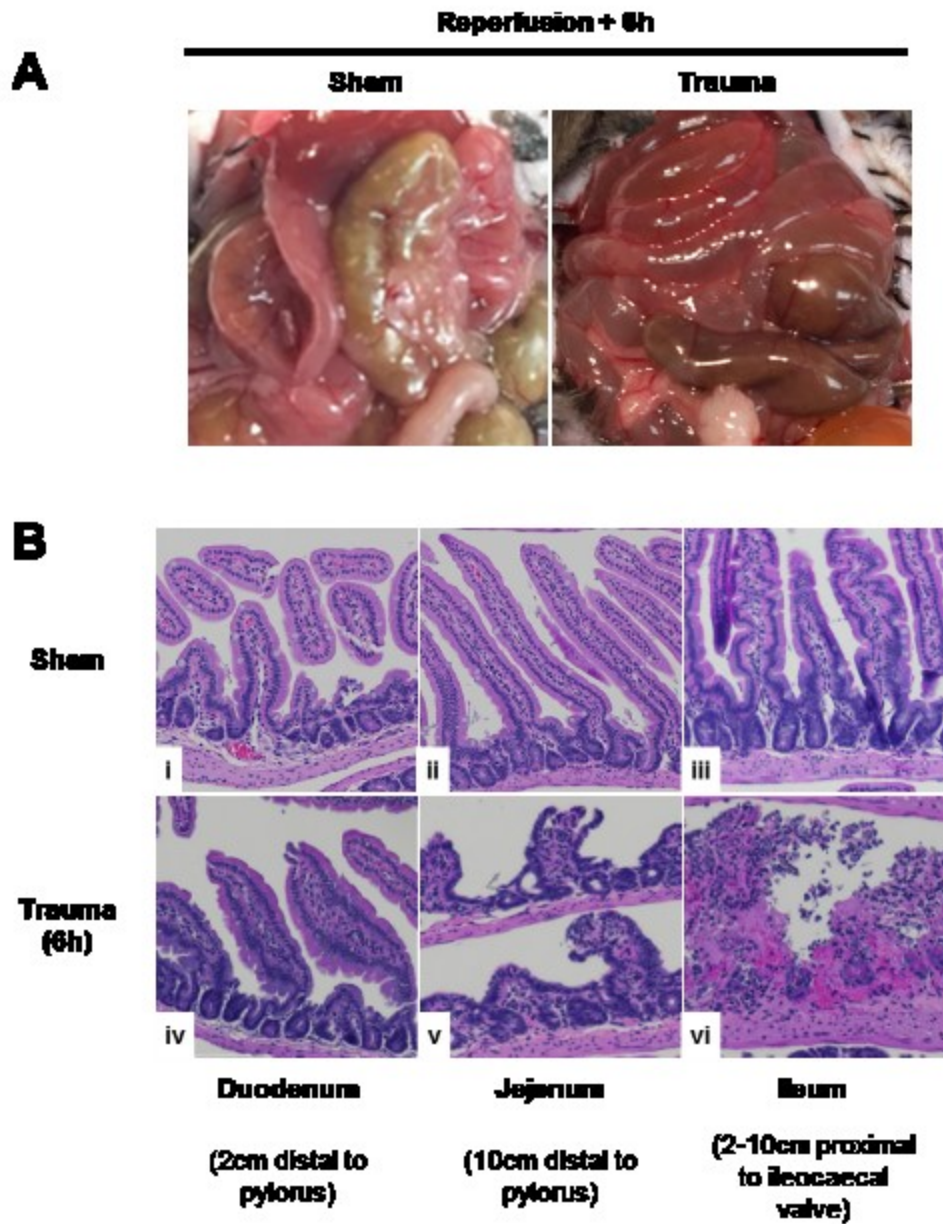 Reperfusion + 6h
A
Sham Trauma
B
Sham
i ii iii
Trauma
(6h)
iv v vi
Duodenum Jejunum Ileum
(2cm distal to
pylorus)
(10cm distal to
pylorus)
(2-10cm proximal
to ileocaecal
valve)